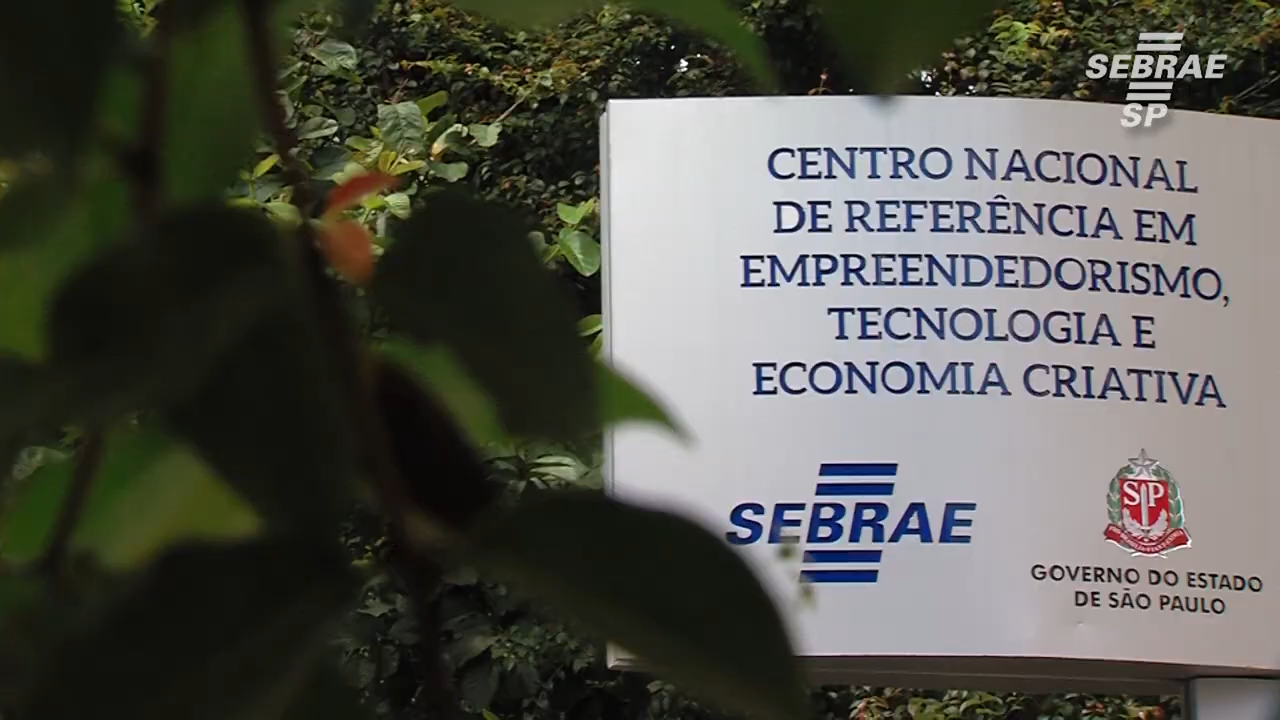 SEBRAE
SP
CENTRO NACIONAL
DE REFERÊNCIA EM
EMPREENDEDORISMO,
TECNOLOGIA E
ECONOMIA CRIATIVA
SEBRAE
SP
GOVERNO DO ESTADO
DE SÃO PAULO